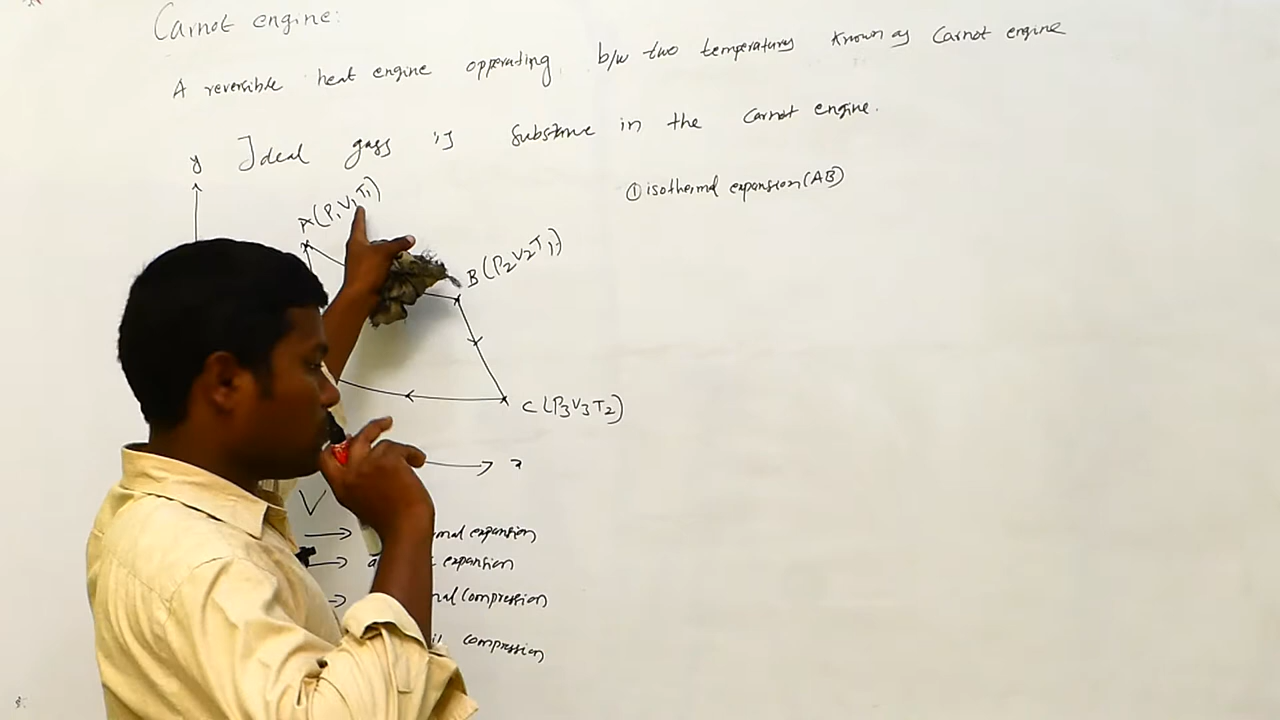 Carnot engine:
A reversible heat engine opperating b/w two temperatures known as Carnot engine
Ideal gass is substance in the Carnot engine.
y
A(P1V1T1)
① isothermal expansion(AB)
B(P2V2T1)
C(P3V3T2)
x
V
expansion
expansion
compression
compression